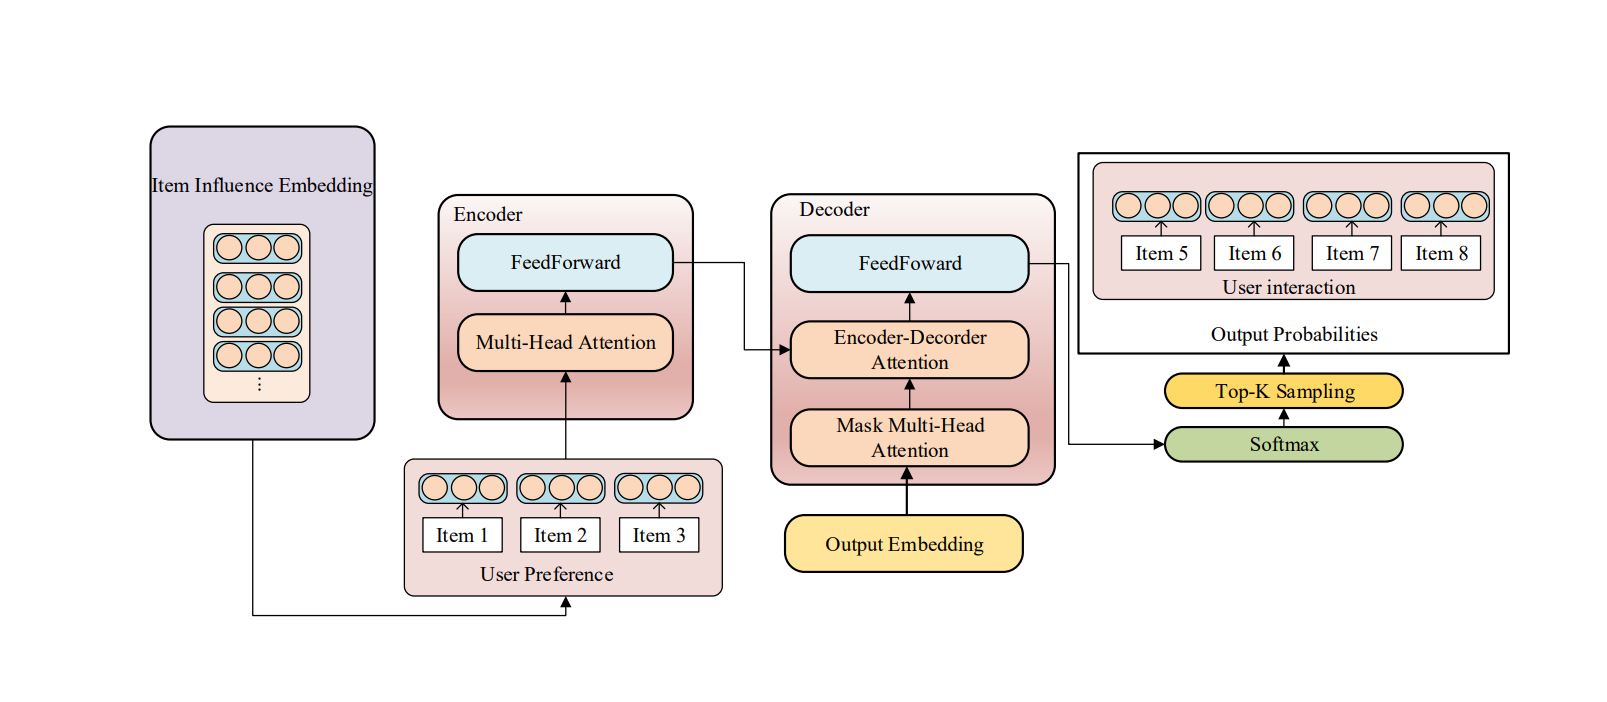 Item Influence Embedding
⋮
Encoder
FeedForward
Multi-Head Attention
Item 1
Item 2
Item 3
User Preference
Decoder
FeedFoward
Encoder-Decorder
Attention
Mask Multi-Head
Attention
Output Embedding
Item 5
Item 6
Item 7
Item 8
User interaction
Output Probabilities
Top-K Sampling
Softmax